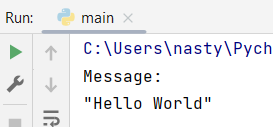 Run: main
C:\Users\nasty\Pych
Message:
"Hello World"